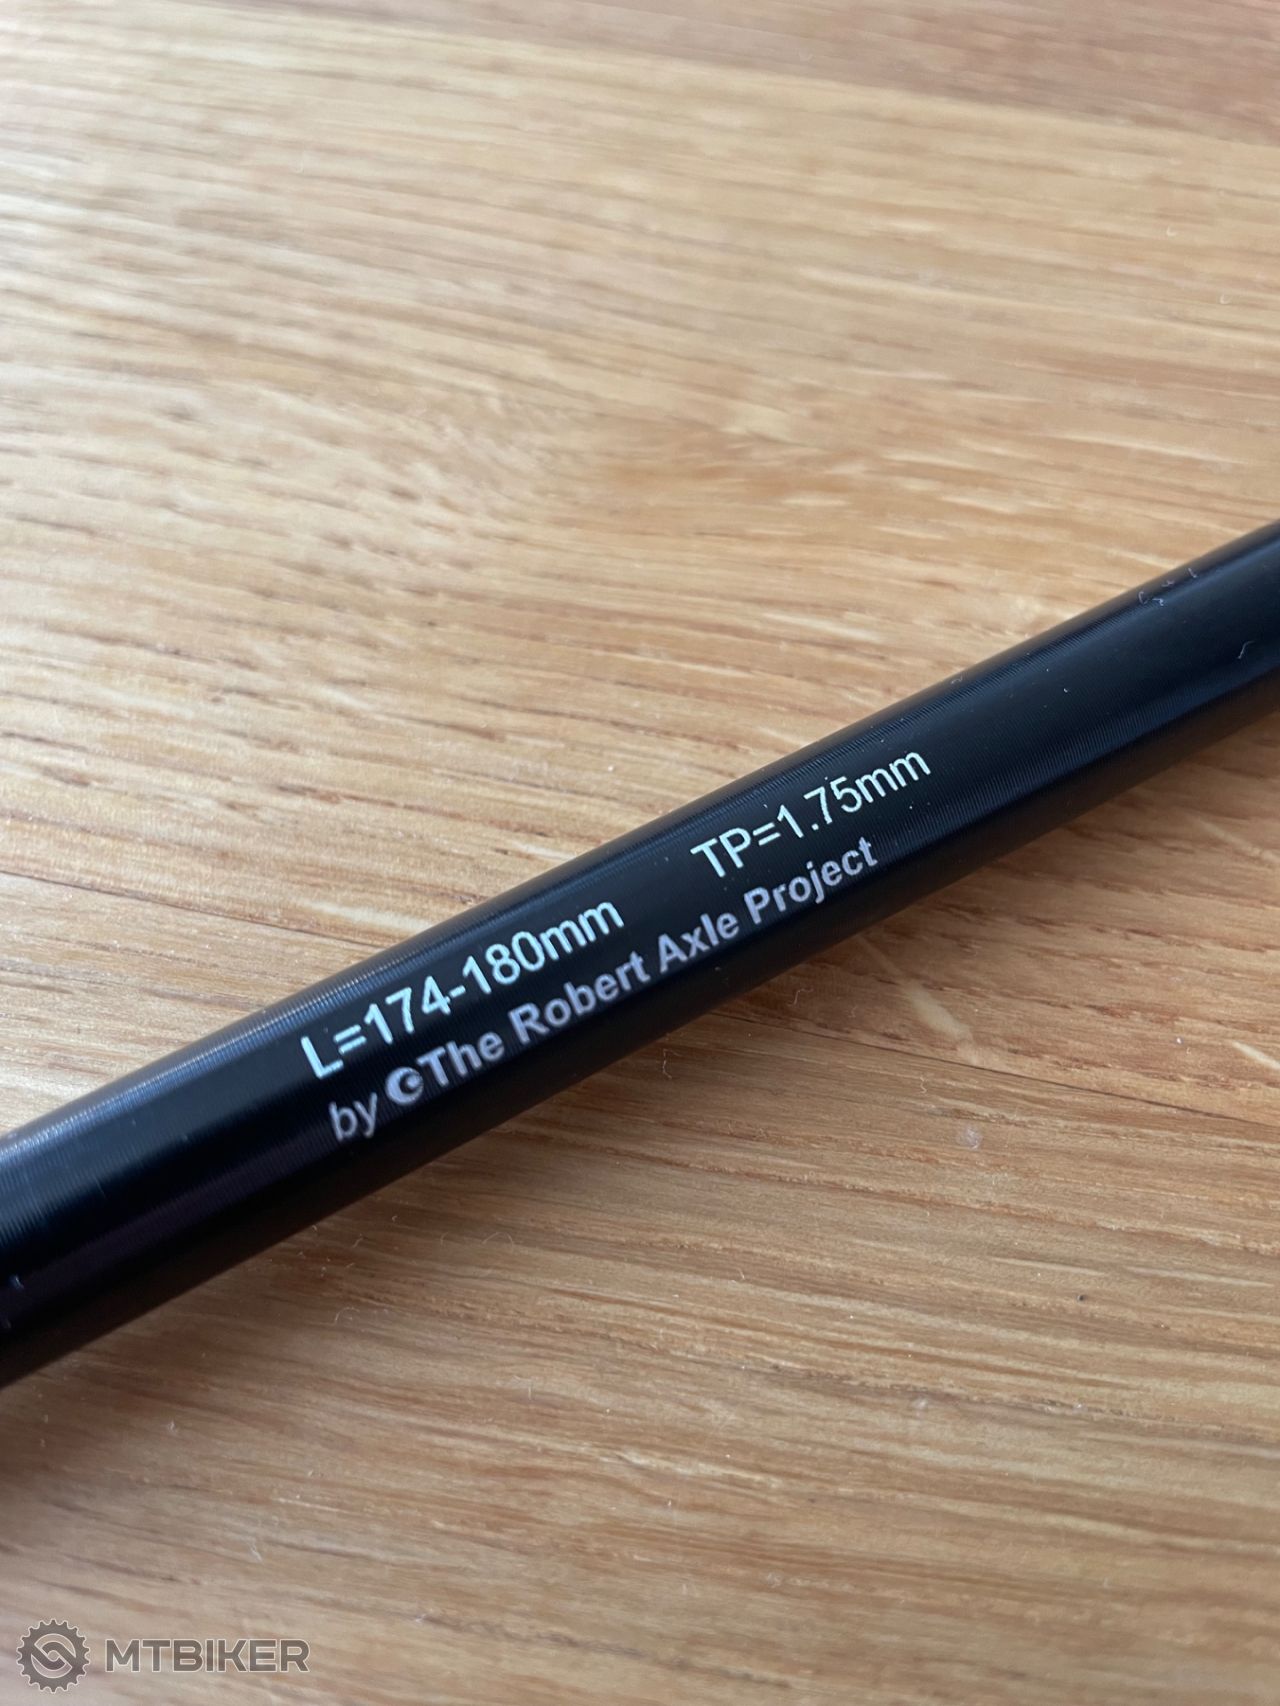 L=174-180mm TP=1.75mm
by The Robert Axle Project
MTBIKER